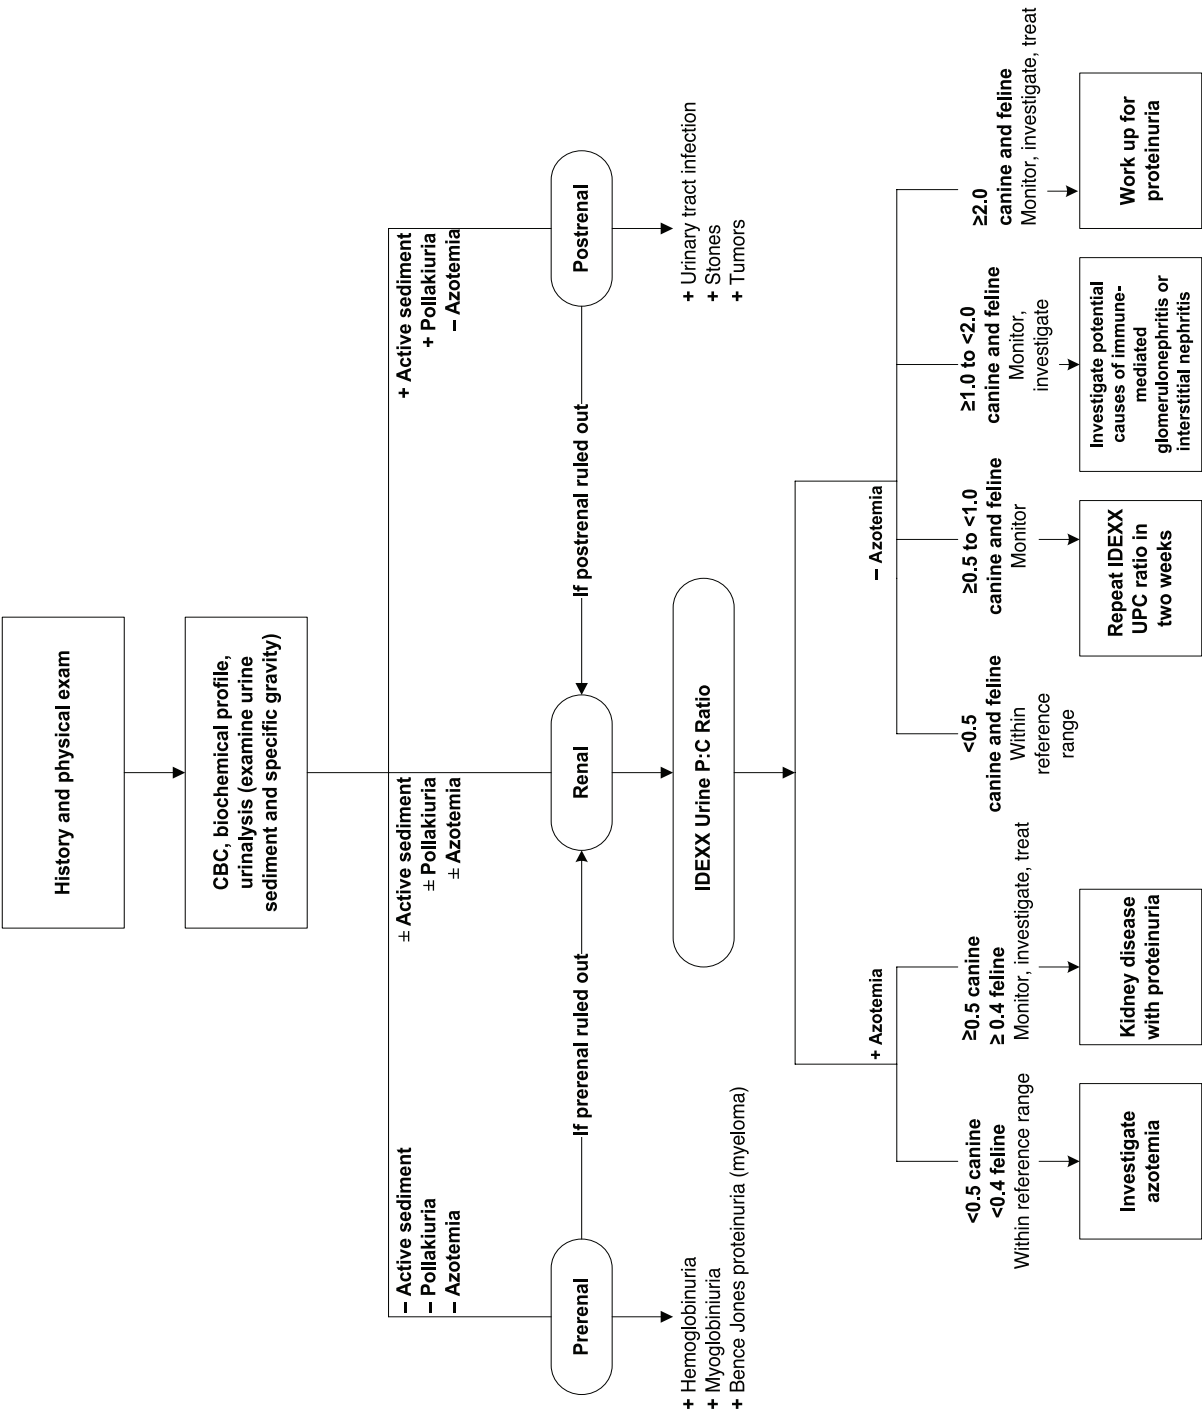 History and physical exam
CBC, biochemical profile,
urinalysis (examine urine
sediment and specific gravity)
– Active sediment
– Pollakiuria
– Azotemia
± Active sediment
± Pollakiuria
± Azotemia
+ Active sediment
+ Pollakiuria
– Azotemia
Prerenal
If prerenal ruled out
Renal
If postrenal ruled out
Postrenal
+ Hemoglobinuria
+ Myoglobiniuria
+ Bence Jones proteinuria (myeloma)
IDEXX Urine P:C Ratio
+ Urinary tract infection
+ Stones
+ Tumors
+ Azotemia
– Azotemia
<0.5 canine
<0.4 feline
Within reference range
≥0.5 canine
≥ 0.4 feline
Monitor, investigate, treat
<0.5
canine and feline
Within
reference
range
≥0.5 to <1.0
canine and feline
Monitor
≥1.0 to <2.0
canine and feline
Monitor,
investigate
≥2.0
canine and feline
Monitor, investigate, treat
Investigate
azotemia
Kidney disease
with proteinuria
Repeat IDEXX
UPC ratio in
two weeks
Investigate potential
causes of immune-
mediated
glomerulonephritis or
interstitial nephritis
Work up for
proteinuria